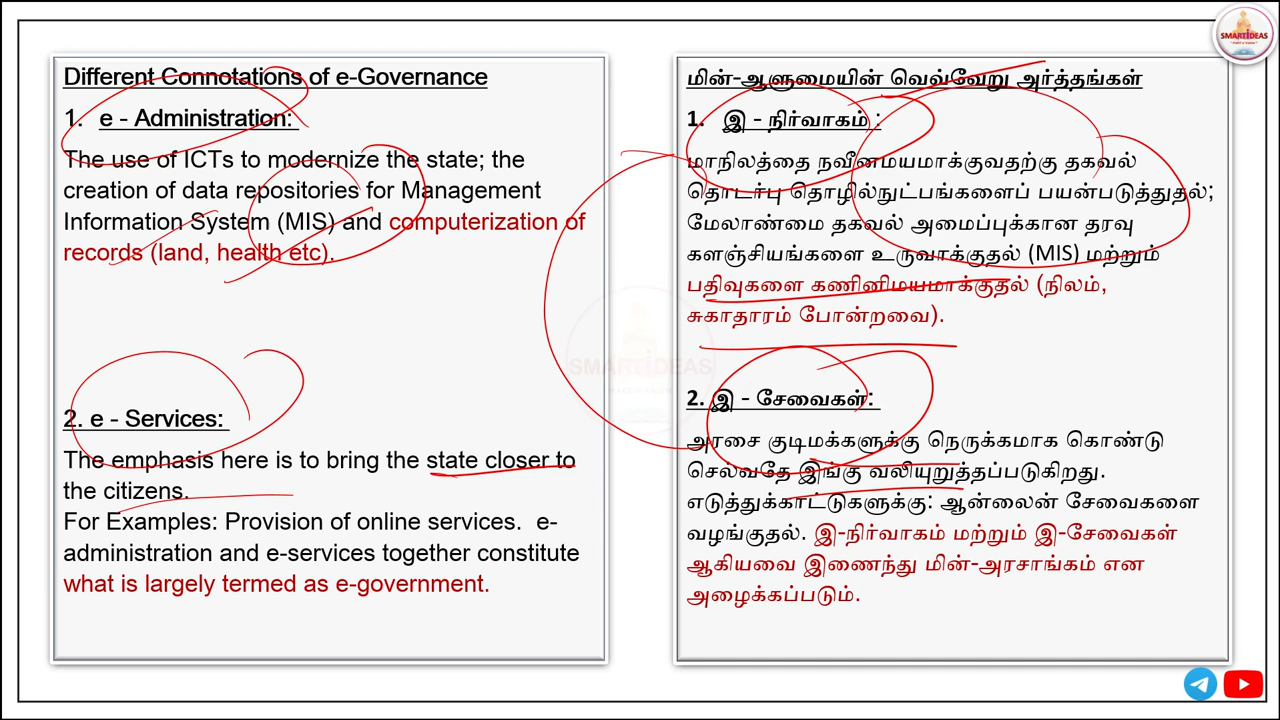 SMARTIDEAS
Different Connotations of e-Governance
1. e - Administration:
The use of ICTs to modernize the state; the
creation of data repositories for Management
Information System (MIS) and computerization of
records (land, health etc).
2. e - Services:
The emphasis here is to bring the state closer to
the citizens.
For Examples: Provision of online services. e-
administration and e-services together constitute
what is largely termed as e-government.
மின்-ஆளுமையின் வெவ்வேறு அர்த்தங்கள்
1. இ - நிர்வாகம் :
மாநிலத்தை நவீனமயமாக்குவதற்கு தகவல்
தொடர்பு தொழில்நுட்பங்களைப் பயன்படுத்துதல்;
மேலாண்மை தகவல் அமைப்புக்கான தரவு
களஞ்சியங்களை உருவாக்குதல் (MIS) மற்றும்
பதிவுகளை கணினிமயமாக்குதல் (நிலம்,
சுகாதாரம் போன்றவை).
2. இ - சேவைகள்:
அரசை குடிமக்களுக்கு நெருக்கமாக கொண்டு
செல்வதே இங்கு வலியுறுத்தப்படுகிறது.
எடுத்துக்காட்டுகளுக்கு: ஆன்லைன் சேவைகளை
வழங்குதல். இ-நிர்வாகம் மற்றும் இ-சேவைகள்
ஆகியவை இணைந்து மின்-அரசாங்கம் என
அழைக்கப்படும்.
SMARTIDEAS